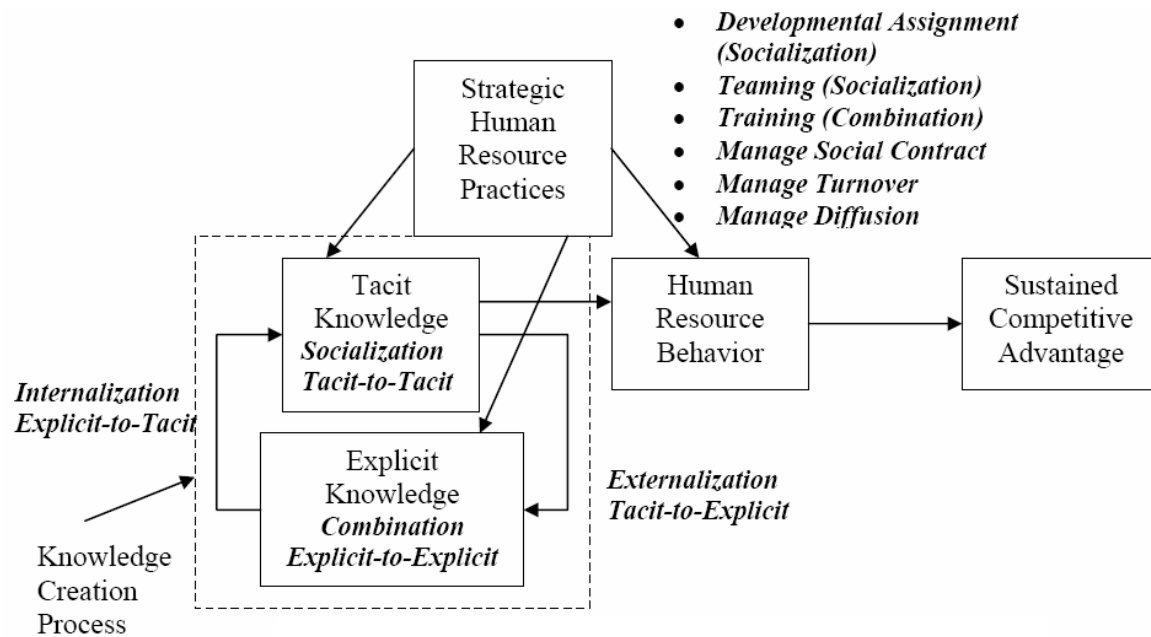 • Developmental Assignment
(Socialization)
• Teaming (Socialization)
• Training (Combination)
• Manage Social Contract
• Manage Turnover
• Manage Diffusion
Strategic
Human
Resource
Practices
Tacit
Knowledge
Socialization
Tacit-to-Tacit
Human
Resource
Behavior
Sustained
Competitive
Advantage
Internalization
Explicit-to-Tacit
Explicit
Knowledge
Combination
Explicit-to-Explicit
Externalization
Tacit-to-Explicit
Knowledge
Creation
Process